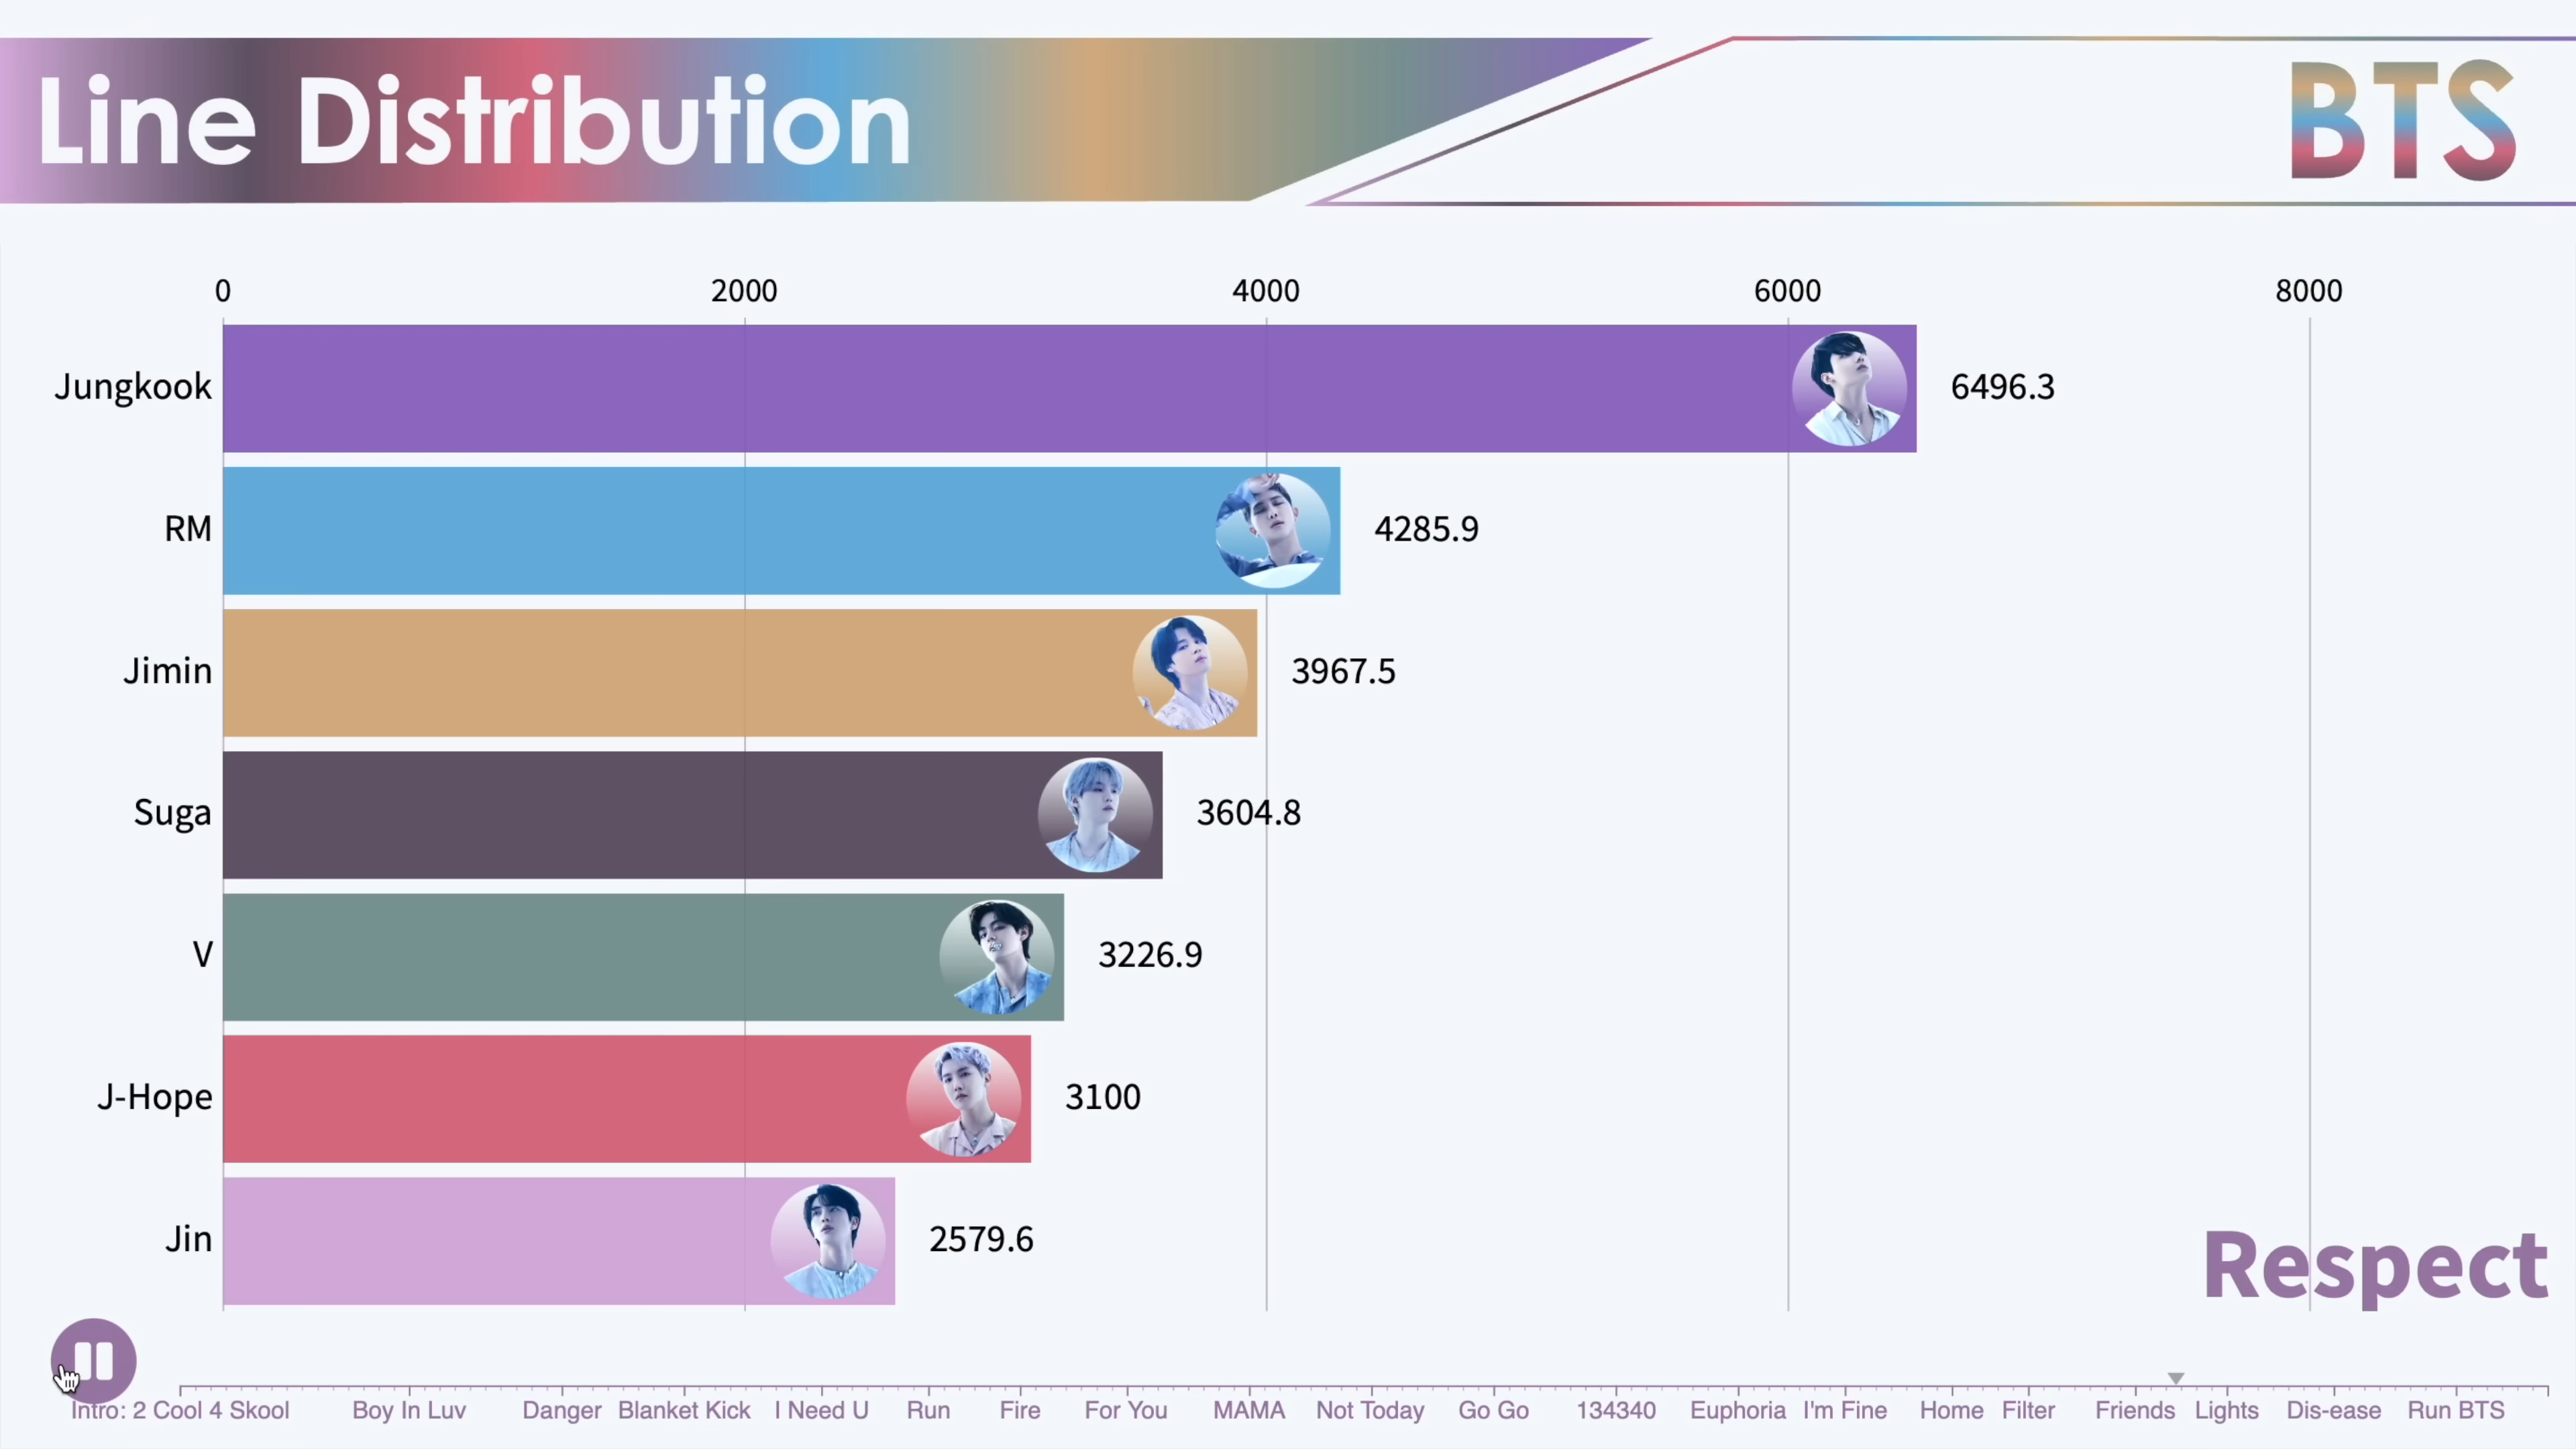 Line Distribution
BTS
0 2000 4000 6000 8000
Jungkook 6496.3
RM 4285.9
Jimin 3967.5
Suga 3604.8
V 3226.9
J-Hope 3100
Jin 2579.6
Respect
Intro: 2 Cool 4 Skool Boy In Luv Danger Blanket Kick I Need U Run Fire For You MAMA Not Today Go Go 134340 Euphoria I'm Fine Home Filter Friends Lights Dis-ease Run BTS